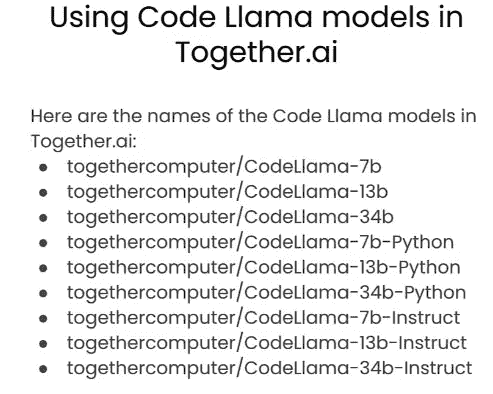 Using Code Llama models in
Together.ai
Here are the names of the Code Llama models in
Together.ai:
• togethercomputer/CodeLlama-7b
• togethercomputer/CodeLlama-13b
• togethercomputer/CodeLlama-34b
• togethercomputer/CodeLlama-7b-Python
• togethercomputer/CodeLlama-13b-Python
• togethercomputer/CodeLlama-34b-Python
• togethercomputer/CodeLlama-7b-Instruct
• togethercomputer/CodeLlama-13b-Instruct
• togethercomputer/CodeLlama-34b-Instruct